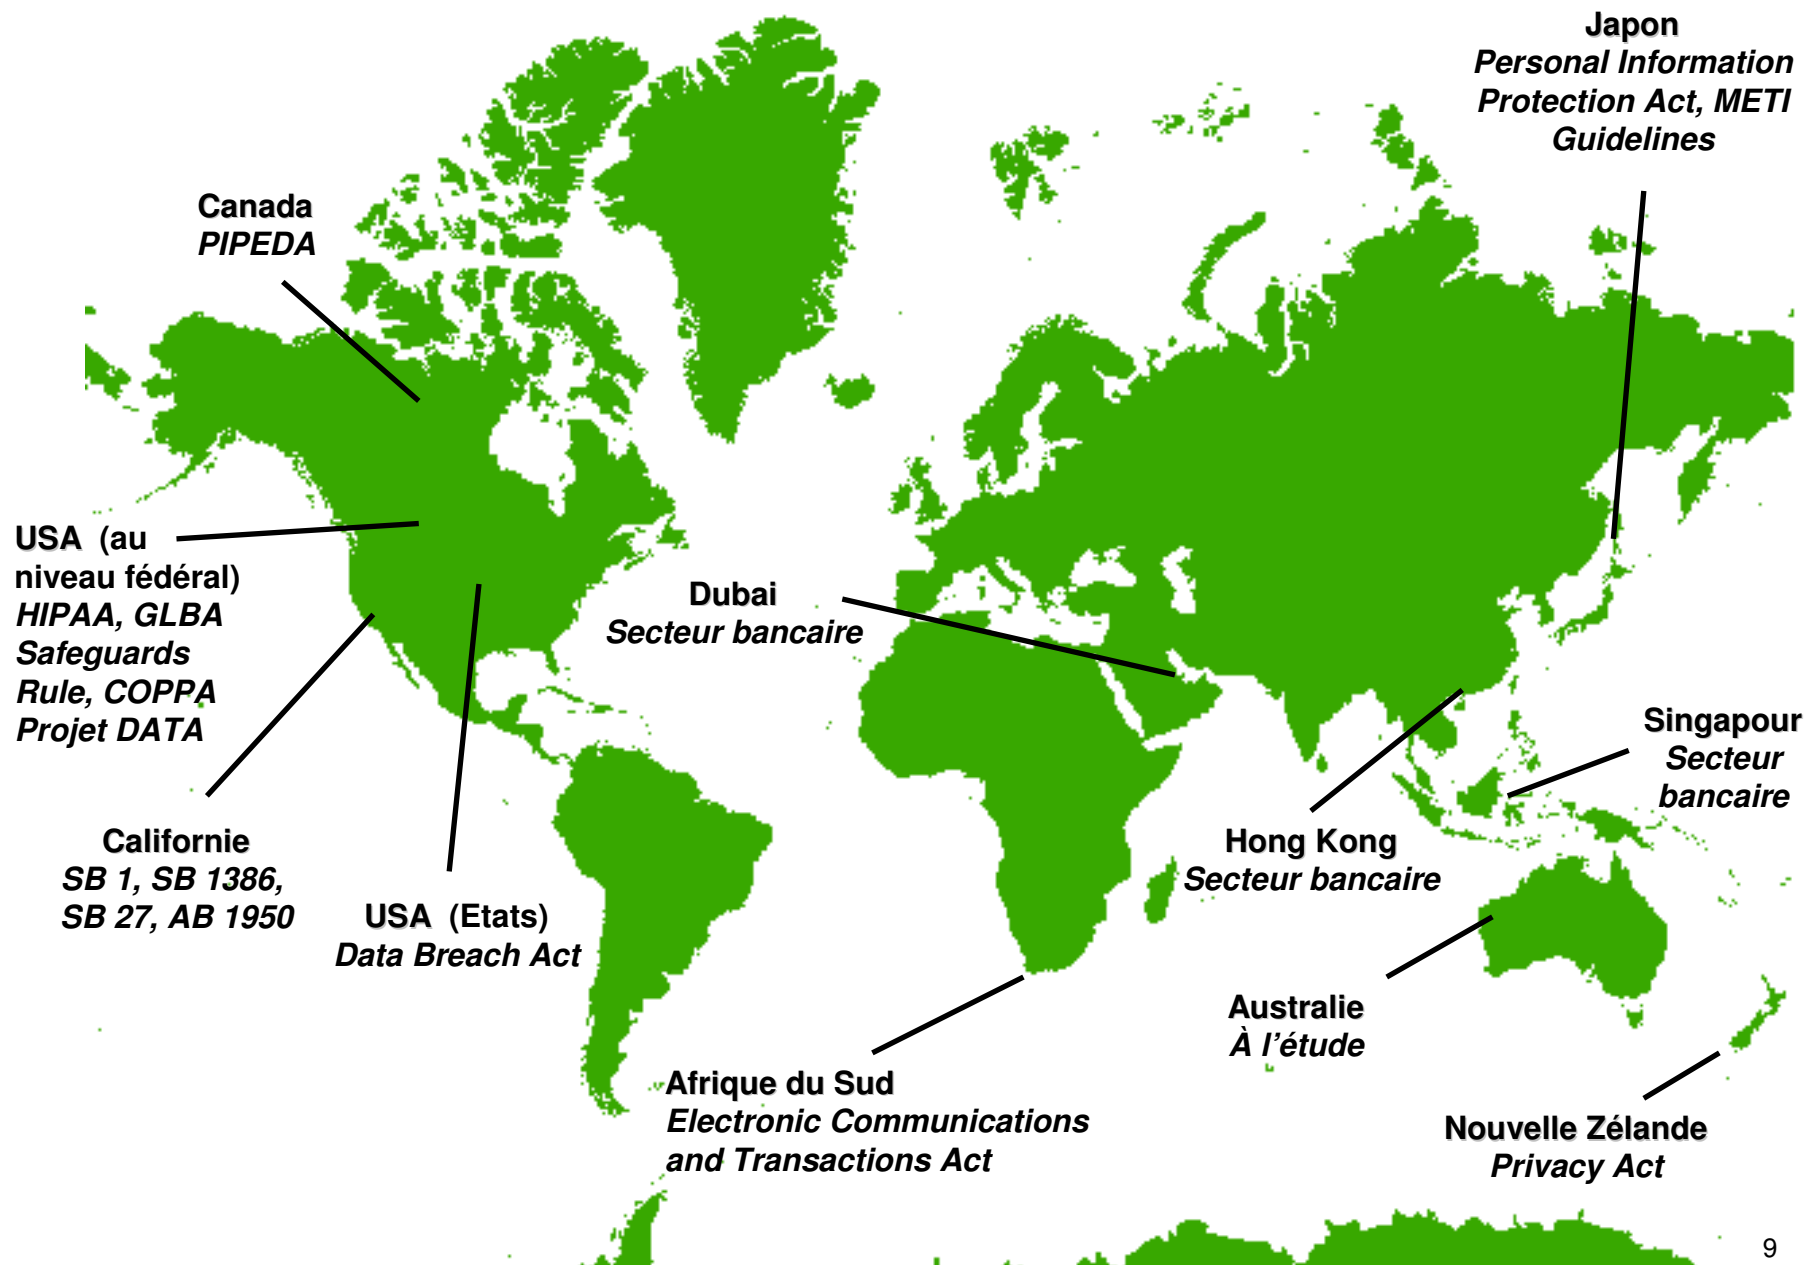 Japon
Personal Information
Protection Act, METI
Guidelines
Canada
PIPEDA
USA (au
niveau fédéral)
HIPAA, GLBA
Safeguards
Rule, COPPA
Projet DATA
Dubai
Secteur bancaire
Singapour
Secteur
bancaire
Californie
SB 1, SB 1386,
SB 27, AB 1950
Hong Kong
Secteur bancaire
USA (Etats)
Data Breach Act
Australie
À l'étude
Afrique du Sud
Electronic Communications
and Transactions Act
Nouvelle Zélande
Privacy Act
9